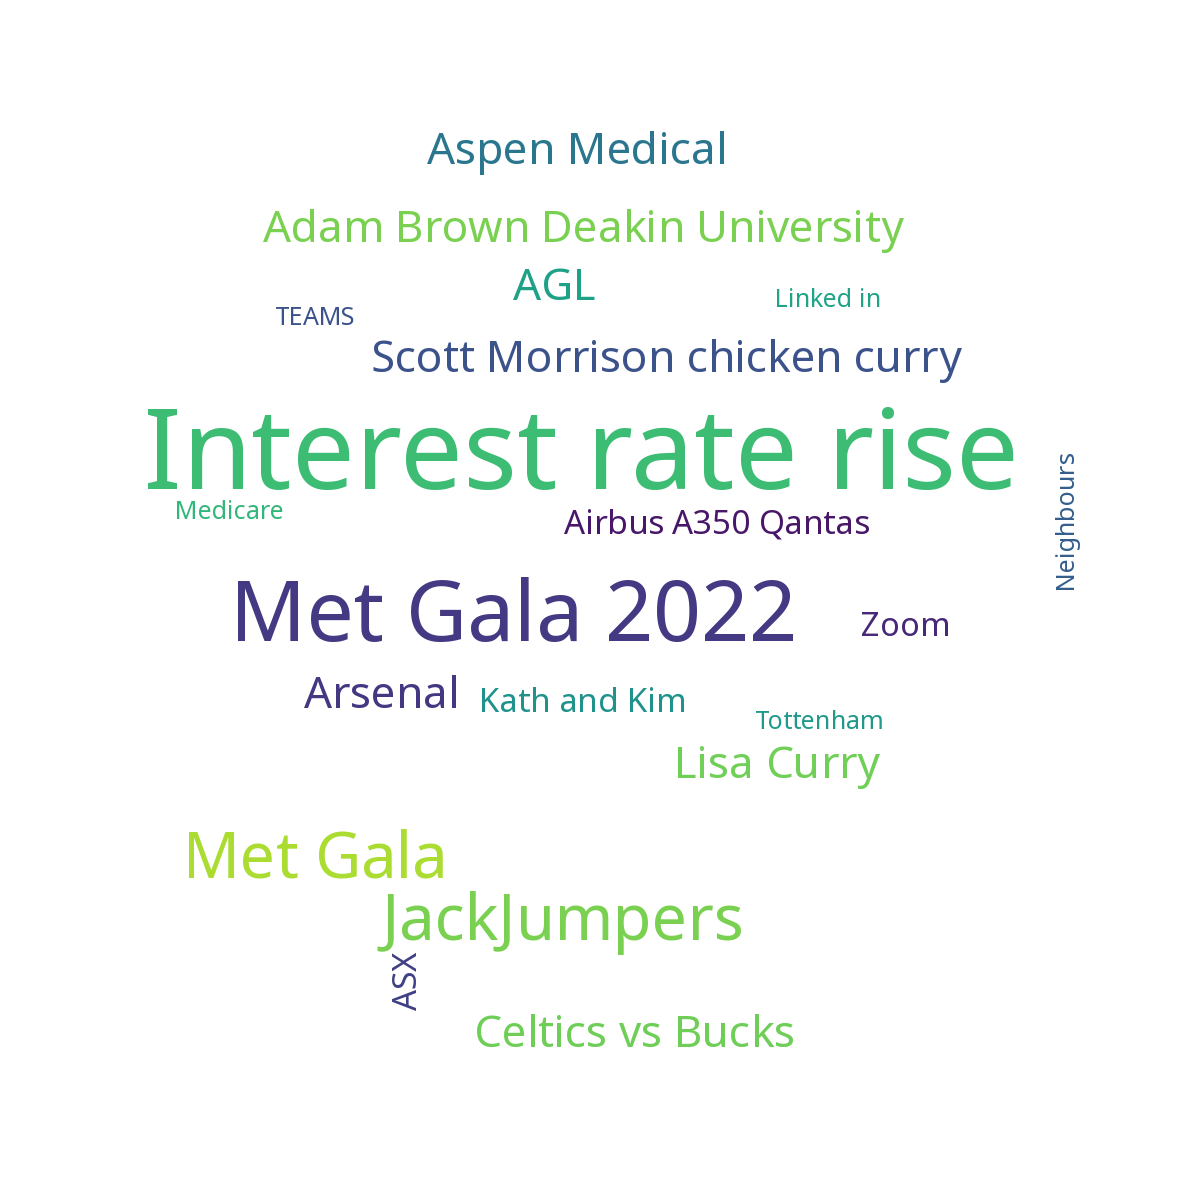 Aspen Medical
Adam Brown Deakin University
AGL
Linked in
TEAMS
Scott Morrison chicken curry
Interest rate rise
Neighbours
Medicare
Airbus A350 Qantas
Met Gala 2022
Zoom
Arsenal
Kath and Kim
Tottenham
Lisa Curry
Met Gala
JackJumpers
ASX
Celtics vs Bucks